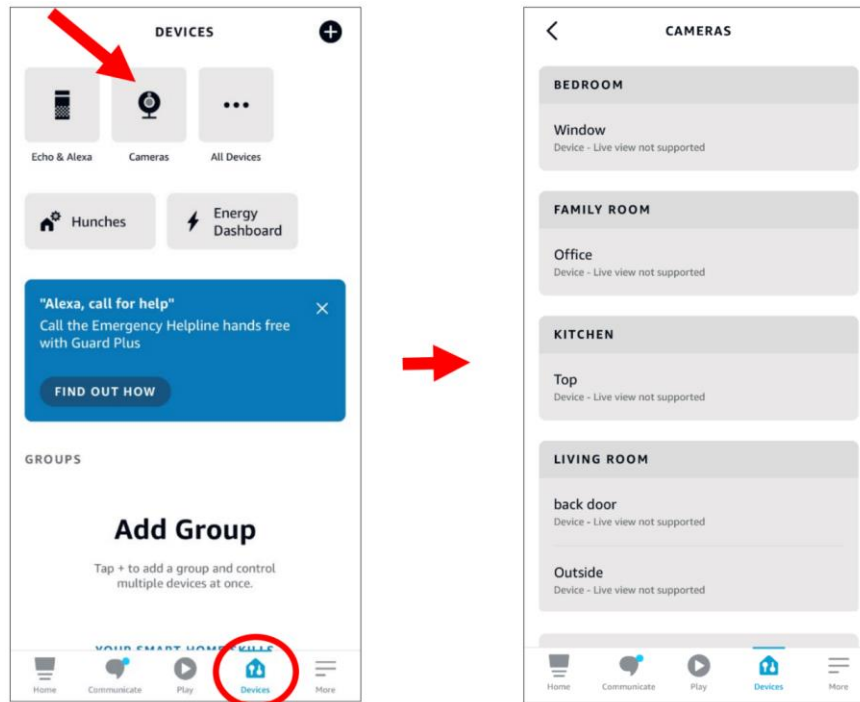 DEVICES
Echo & Alexa
Cameras
All Devices
Hunches
Energy
Dashboard
"Alexa, call for help"
Call the Emergency Helpline hands free
with Guard Plus
FIND OUT HOW
GROUPS
Add Group
Tap + to add a group and control
multiple devices at once.
YOUR SMART HOME SKILLS
Home
Communicate
Play
Devices
More
CAMERAS
BEDROOM
Window
Device - Live view not supported
FAMILY ROOM
Office
Device - Live view not supported
KITCHEN
Top
Device - Live view not supported
LIVING ROOM
back door
Device - Live view not supported
Outside
Device - Live view not supported
Home
Communicate
Play
Devices
More